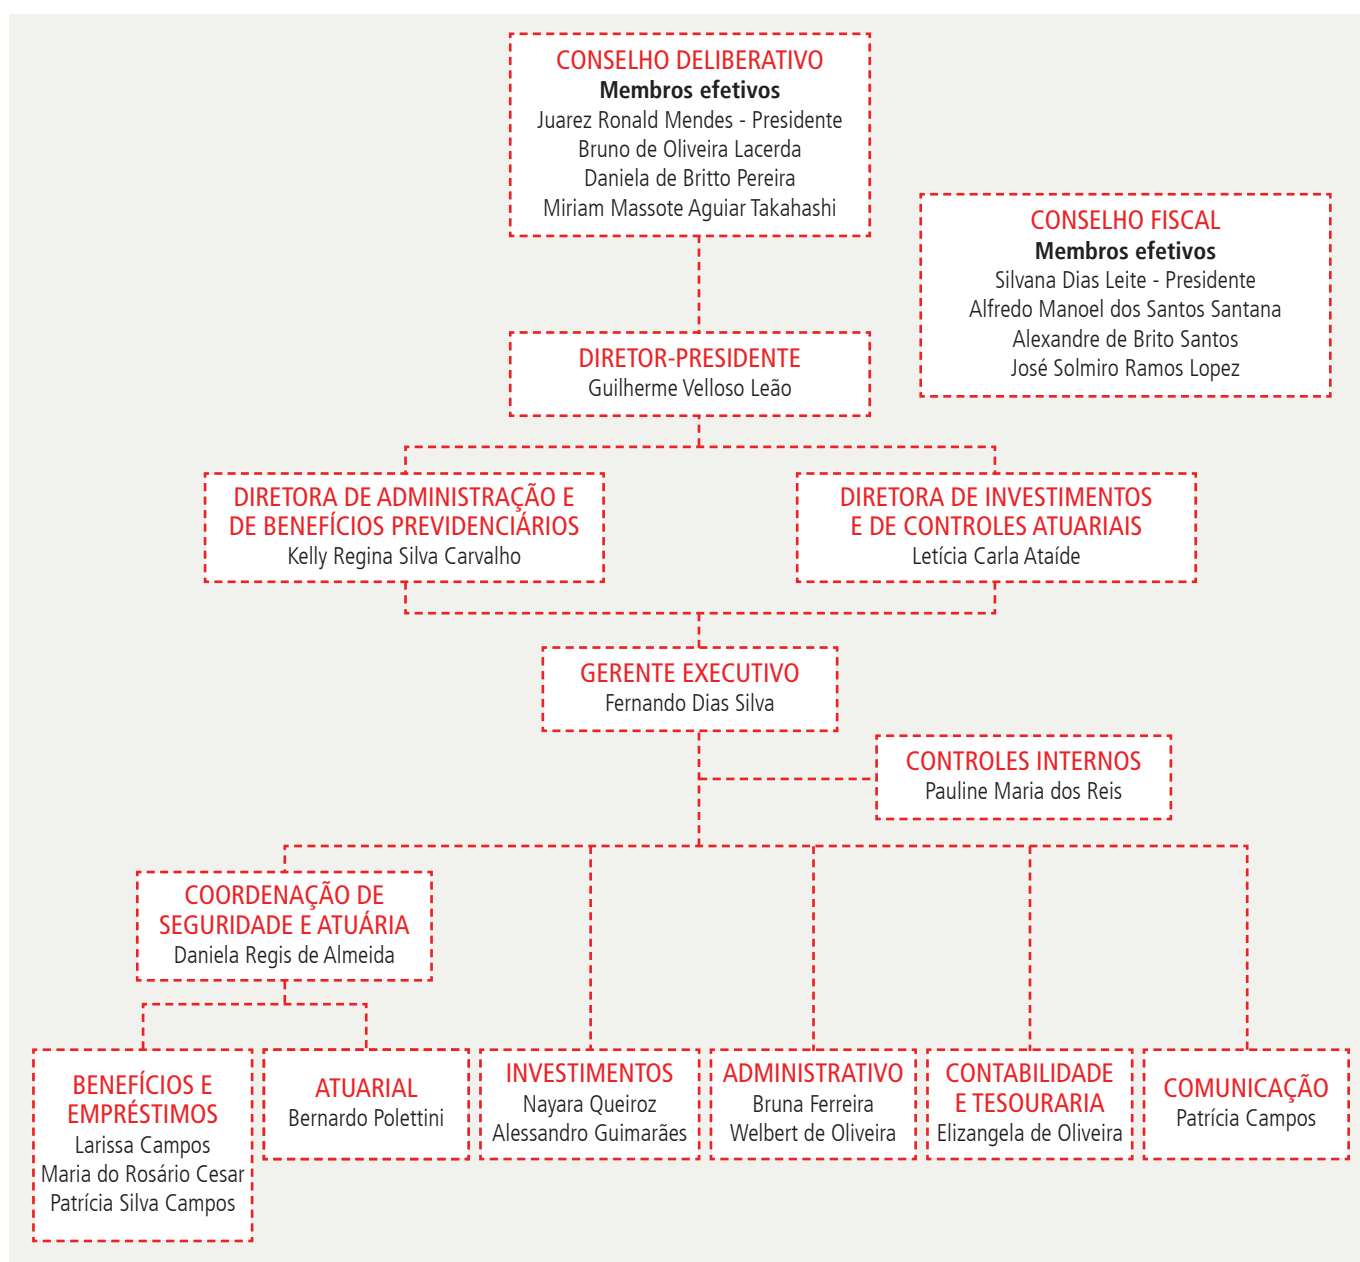 CONSELHO DELIBERATIVO
Membros efetivos
Juarez Ronald Mendes - Presidente
Bruno de Oliveira Lacerda
Daniela de Britto Pereira
Miriam Massote Aguiar Takahashi
CONSELHO FISCAL
Membros efetivos
Silvana Dias Leite - Presidente
Alfredo Manoel dos Santos Santana
Alexandre de Brito Santos
José Solmiro Ramos Lopez
DIRETOR-PRESIDENTE
Guilherme Velloso Leão
DIRETORA DE ADMINISTRAÇÃO E
DE BENEFÍCIOS PREVIDENCIÁRIOS
Kelly Regina Silva Carvalho
DIRETORA DE INVESTIMENTOS
E DE CONTROLES ATUARIAIS
Letícia Carla Ataíde
GERENTE EXECUTIVO
Fernando Dias Silva
CONTROLES INTERNOS
Pauline Maria dos Reis
COORDENAÇÃO DE
SEGURIDADE E ATUÁRIA
Daniela Regis de Almeida
BENEFÍCIOS E
EMPRÉSTIMOS
Larissa Campos
Maria do Rosário Cesar
Patrícia Silva Campos
ATUARIAL
Bernardo Polettini
INVESTIMENTOS
Nayara Queiroz
Alessandro Guimarães
ADMINISTRATIVO
Bruna Ferreira
Welbert de Oliveira
CONTABILIDADE
E TESOURARIA
Elizangela de Oliveira
COMUNICAÇÃO
Patrícia Campos